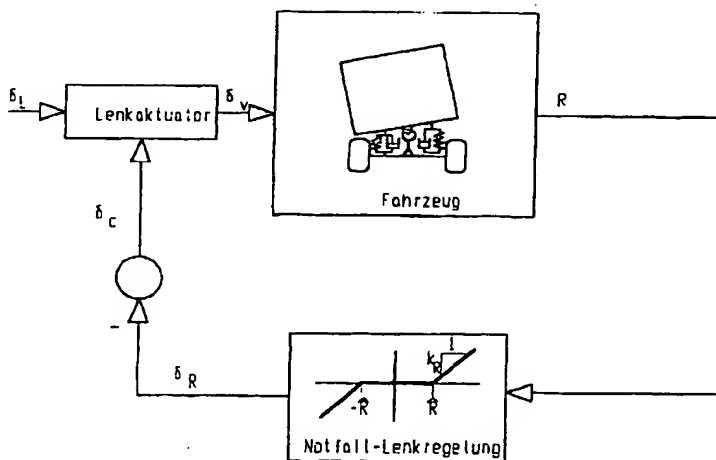 δL
Lenkaktuator
δv
R
Fahrzeug
δC
-
δR
1
kR
-R̂
R̂
Notfall-Lenkregelung